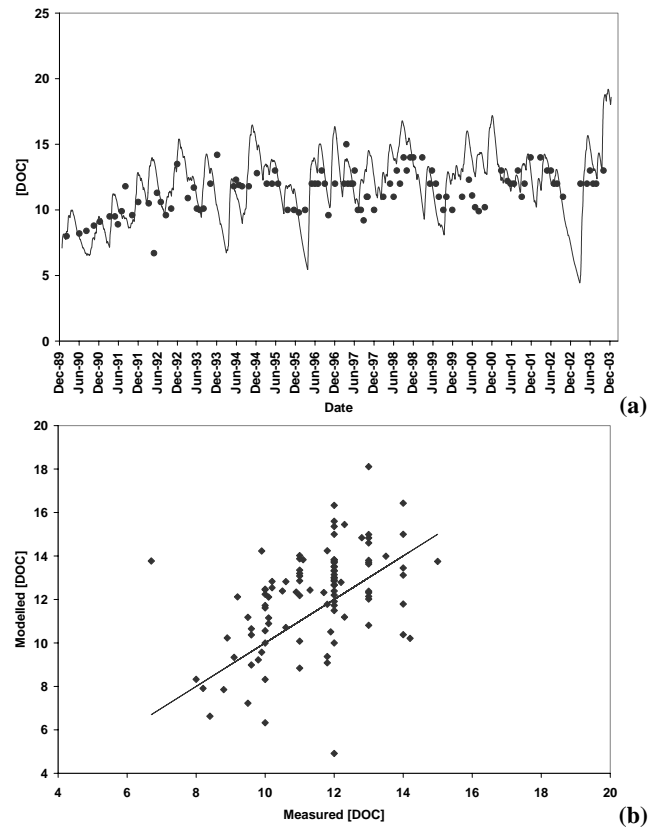 25
20
15
10
5
0
[DOC]
Dec-89
Jun-90
Dec-90
Jun-91
Dec-91
Jun-92
Dec-92
Jun-93
Dec-93
Jun-94
Dec-94
Jun-95
Dec-95
Jun-96
Dec-96
Jun-97
Dec-97
Jun-98
Dec-98
Jun-99
Dec-99
Jun-00
Dec-00
Jun-01
Dec-01
Jun-02
Dec-02
Jun-03
Dec-03
Date
(a)
20
18
16
14
12
10
8
6
4
Modelled [DOC]
4 6 8 10 12 14 16 18 20
Measured [DOC]
(b)